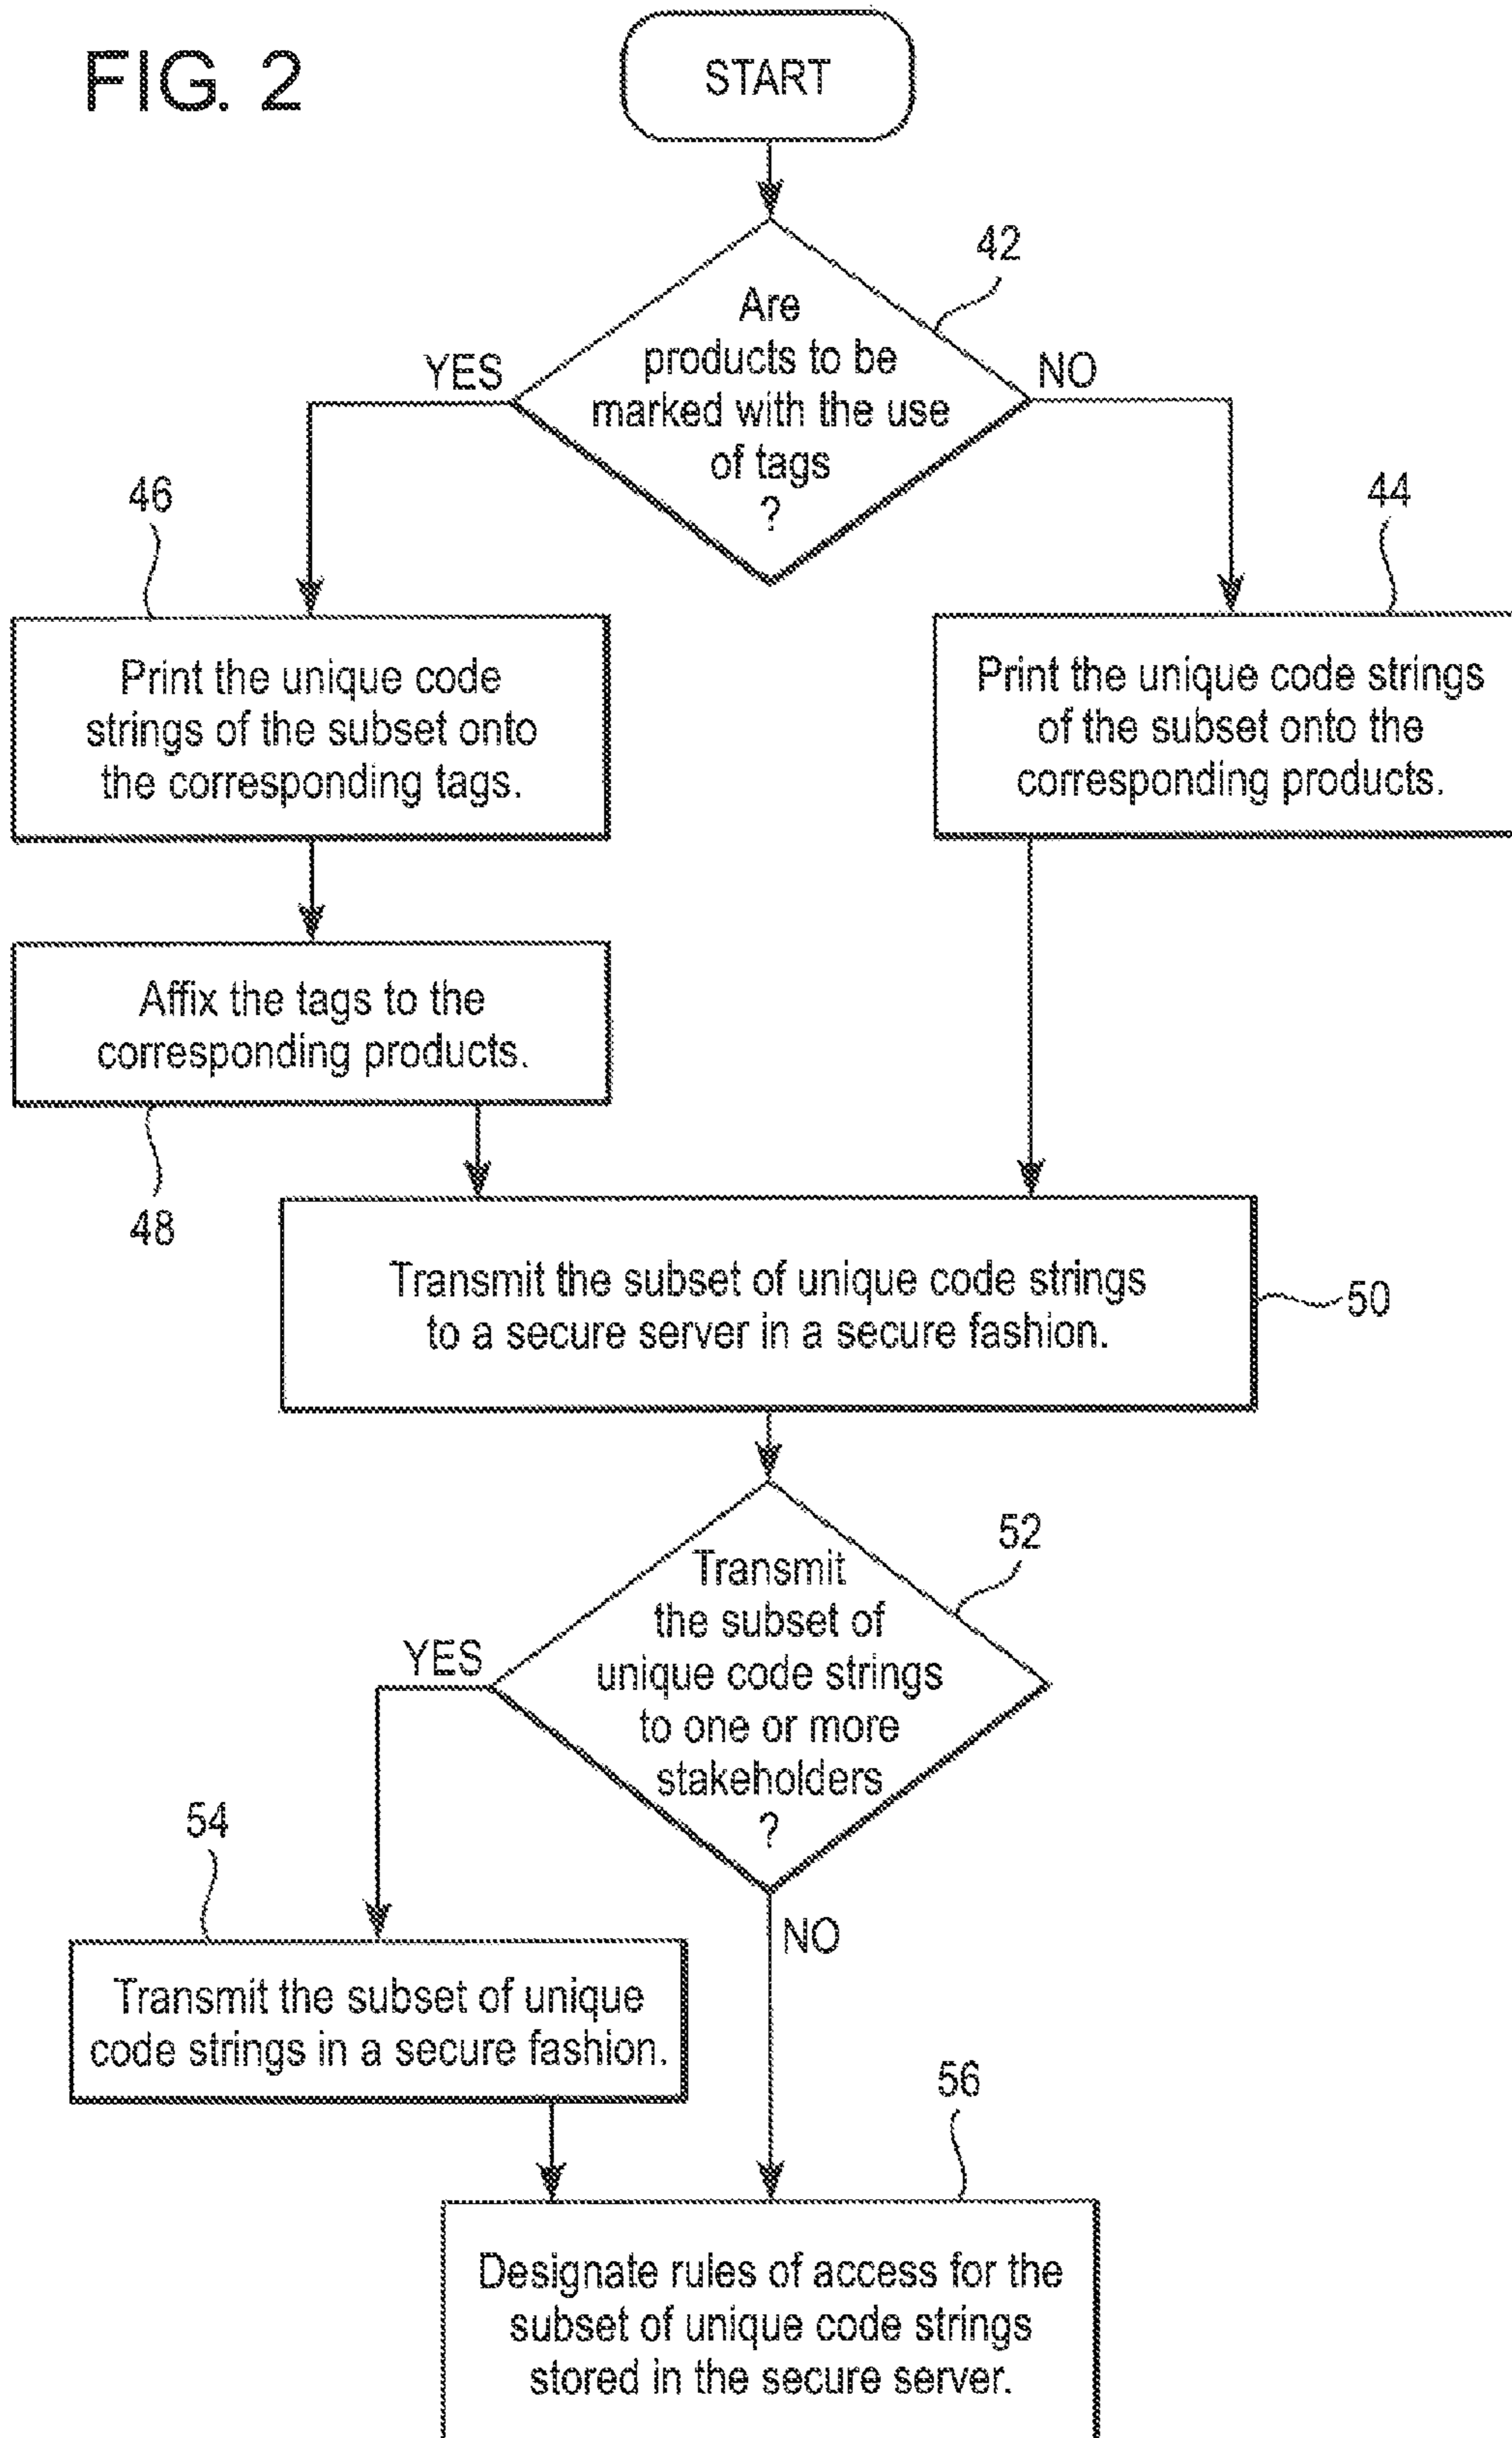 FIG. 2
START
42
Are
products to be
marked with the use
of tags
?
YES
NO
46
44
Print the unique code
strings of the subset onto
the corresponding tags.
Print the unique code strings
of the subset onto the
corresponding products.
Affix the tags to the
corresponding products.
48
Transmit the subset of unique code strings
to a secure server in a secure fashion.
50
52
Transmit
the subset of
unique code strings
to one or more
stakeholders
?
YES
NO
54
Transmit the subset of unique
code strings in a secure fashion.
56
Designate rules of access for the
subset of unique code strings
stored in the secure server.